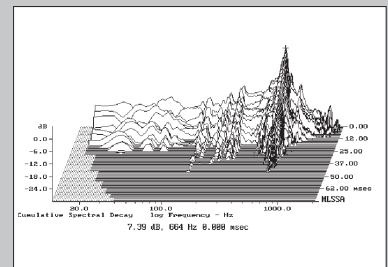 dB
0.0
-6.0
-12.0
-18.0
-24.0
0.00
12.00
25.00
37.00
50.00
62.00 msec
MLSSA
20.0 100.0 1000.0
Cumulative Spectral Decay log Frequency - Hz
7.39 dB, 664 Hz 0.000 msec